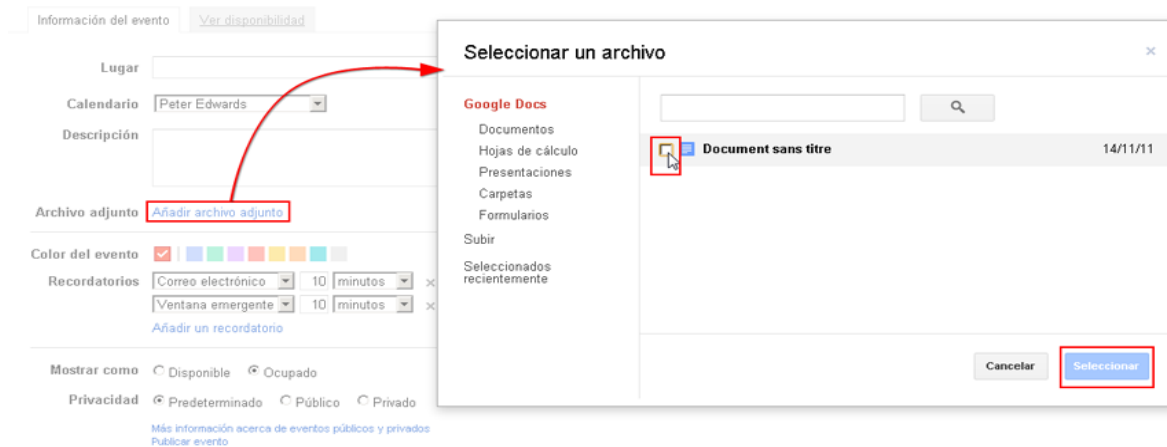 Información del evento
Ver disponibilidad
Lugar
Calendario
Peter Edwards
Descripción
Archivo adjunto
Añadir archivo adjunto
Color del evento
Recordatorios
Correo electrónico
10
minutos
Ventana emergente
10
minutos
Añadir un recordatorio
Mostrar como
Disponible
Ocupado
Privacidad
Predeterminado
Público
Privado
Más información acerca de eventos públicos y privados
Publicar evento
Seleccionar un archivo
Google Docs
Documentos
Hojas de cálculo
Presentaciones
Carpetas
Formularios
Subir
Seleccionados
recientemente
Document sans titre
14/11/11
Cancelar
Seleccionar